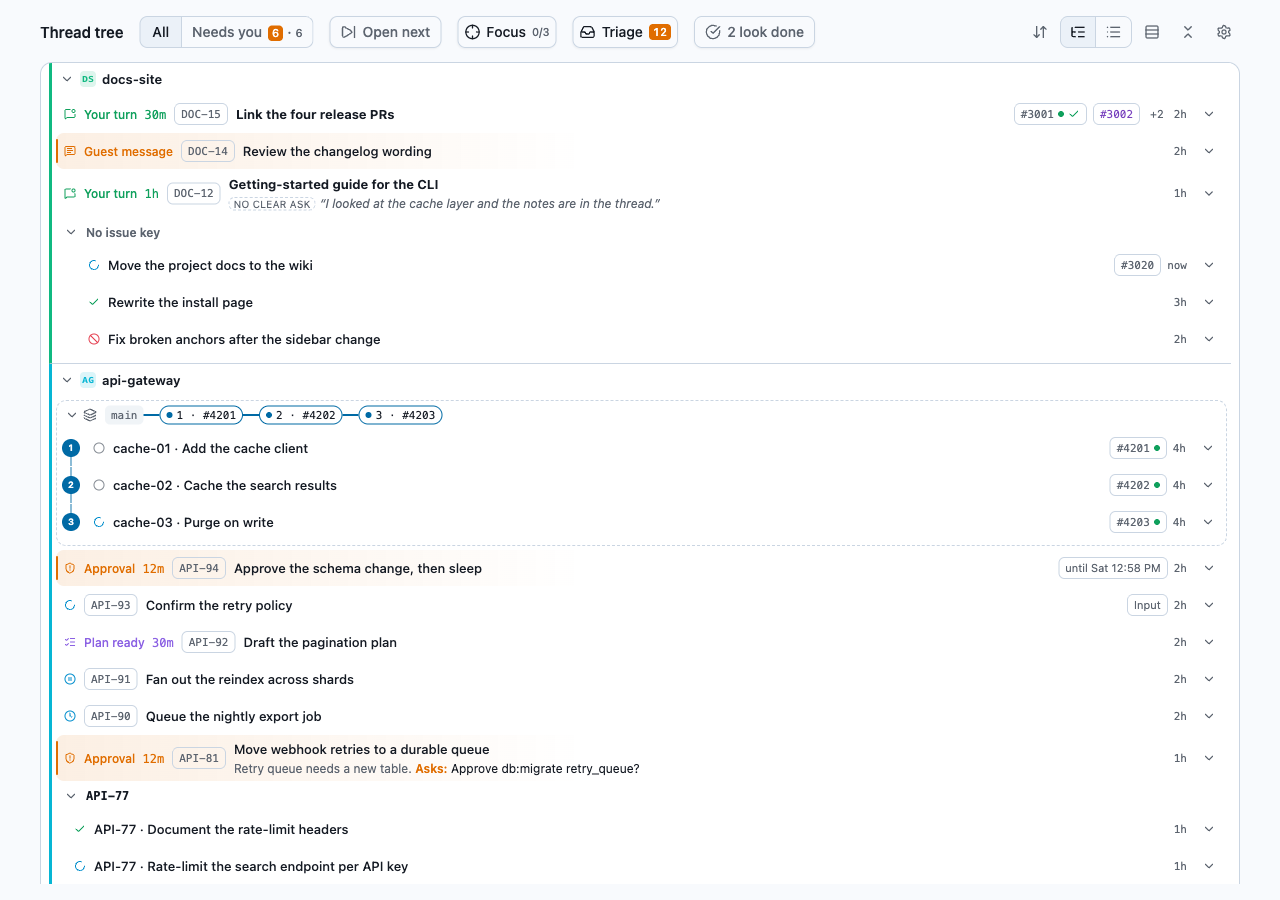 Thread tree All Needs you 6 · 6 Open next Focus 0/3 Triage 12 2 look done
DS docs-site
Your turn 30m DOC-15 Link the four release PRs #3001 #3002 +2 2h
Guest message DOC-14 Review the changelog wording 2h
Your turn 1h DOC-12 Getting-started guide for the CLI 1h
NO CLEAR ASK “I looked at the cache layer and the notes are in the thread.”
No issue key
Move the project docs to the wiki #3020 now
Rewrite the install page 3h
Fix broken anchors after the sidebar change 2h
AG api-gateway
main 1 · #4201 2 · #4202 3 · #4203
1 cache-01 · Add the cache client #4201 4h
2 cache-02 · Cache the search results #4202 4h
3 cache-03 · Purge on write #4203 4h
Approval 12m API-94 Approve the schema change, then sleep until Sat 12:58 PM 2h
API-93 Confirm the retry policy Input 2h
Plan ready 30m API-92 Draft the pagination plan 2h
API-91 Fan out the reindex across shards 2h
API-90 Queue the nightly export job 2h
Approval 12m API-81 Move webhook retries to a durable queue 1h
Retry queue needs a new table. Asks: Approve db:migrate retry_queue?
API-77
API-77 · Document the rate-limit headers 1h
API-77 · Rate-limit the search endpoint per API key 1h